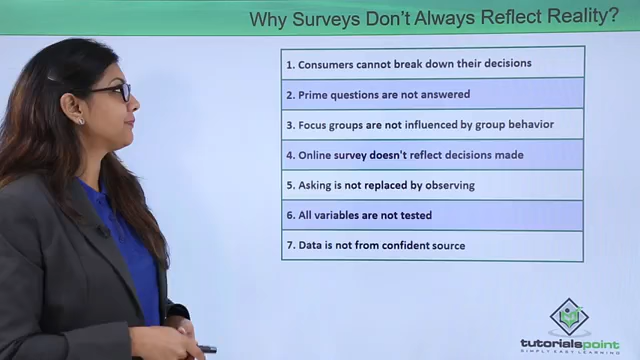 Why Surveys Don't Always Reflect Reality?
1. Consumers cannot break down their decisions
2. Prime questions are not answered
3. Focus groups are not influenced by group behavior
4. Online survey doesn't reflect decisions made
5. Asking is not replaced by observing
6. All variables are not tested
7. Data is not from confident source
tutorialspoint
SIMPLY EASY LEARNING